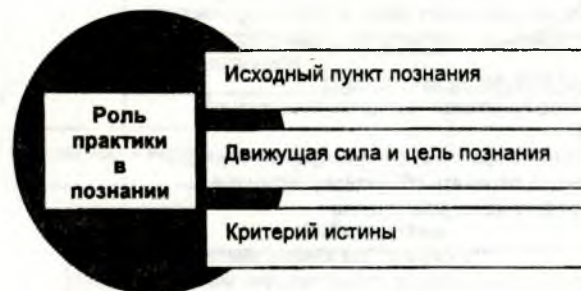 Роль
практики
в
познании
Исходный пункт познания
Движущая сила и цель познания
Критерий истины